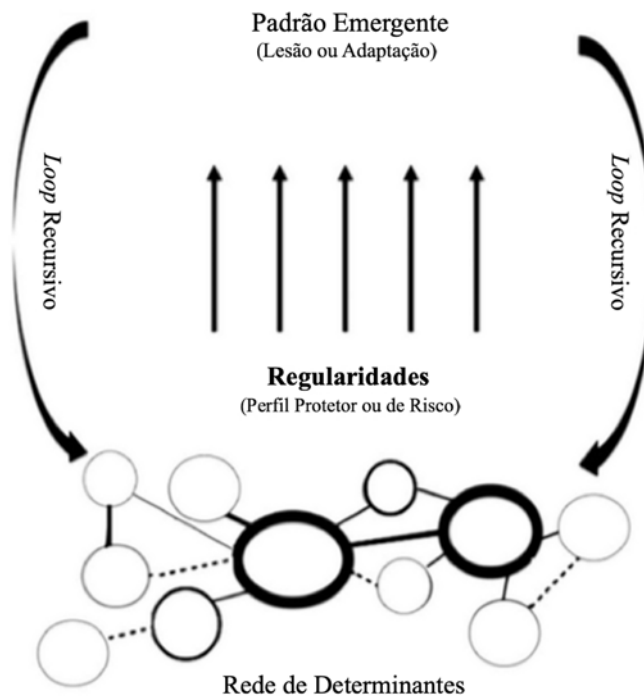 Padrão Emergente
(Lesão ou Adaptação)
Loop Recursivo
Loop Recursivo
Regularidades
(Perfil Protetor ou de Risco)
Rede de Determinantes